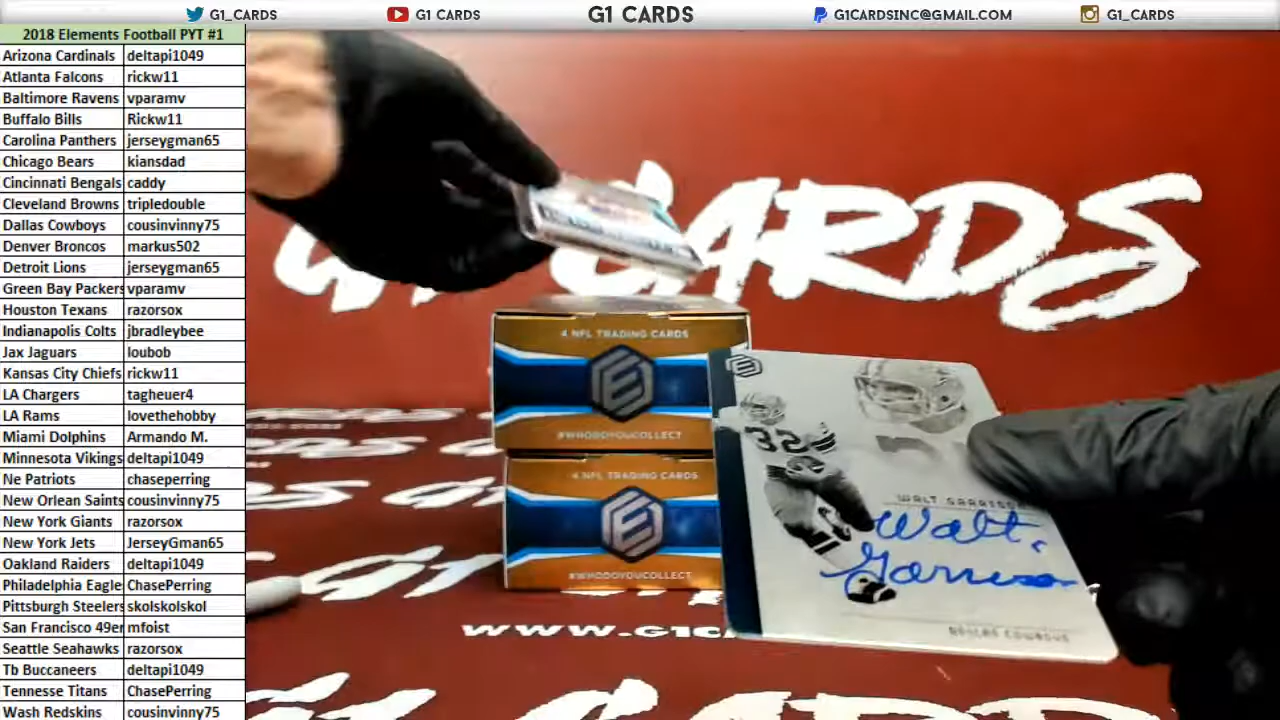 G1_CARDS
G1 CARDS
G1 CARDS
G1CARDSINC@GMAIL.COM
G1_CARDS
2018 Elements Football PYT #1
Arizona Cardinals deltapi1049
Atlanta Falcons rickw11
Baltimore Ravens vparamv
Buffalo Bills Rickw11
Carolina Panthers jerseygman65
Chicago Bears kiansdad
Cincinnati Bengals caddy
Cleveland Browns tripledouble
Dallas Cowboys cousinvinny75
Denver Broncos markus502
Detroit Lions jerseygman65
Green Bay Packers vparamv
Houston Texans razorsox
Indianapolis Colts jbradleybee
Jax Jaguars loubob
Kansas City Chiefs rickw11
LA Chargers tagheuer4
LA Rams lovethehobby
Miami Dolphins Armando M.
Minnesota Vikings deltapi1049
Ne Patriots chaseperring
New Orlean Saints cousinvinny75
New York Giants razorsox
New York Jets JerseyGman65
Oakland Raiders deltapi1049
Philadelphia Eagle ChasePerring
Pittsburgh Steelers skolskolskol
San Francisco 49er mfoist
Seattle Seahawks razorsox
Tb Buccaneers deltapi1049
Tennesse Titans ChasePerring
Wash Redskins cousinvinny75
CARDS
4 NFL TRADING CARDS
#WHODOYOUCOLLECT
4 NFL TRADING CARDS
#WHODOYOUCOLLECT
32
WALT GARRISON
Walt
Garrison
DALLAS COWBOYS
WWW.G1C